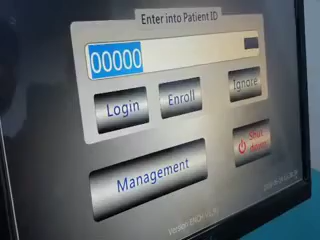 Enter into Patient ID
00000
Login Enroll Ignore
Management Shut down